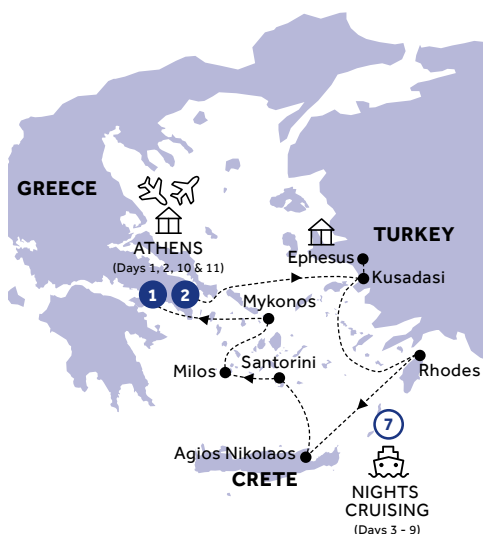 GREECE
ATHENS
(Days 1, 2, 10 & 11)
1 2
Ephesus
TURKEY
Kusadasi
Mykonos
Milos
Santorini
Rhodes
7
Agios Nikolaos
CRETE
NIGHTS
CRUISING
(Days 3 - 9)